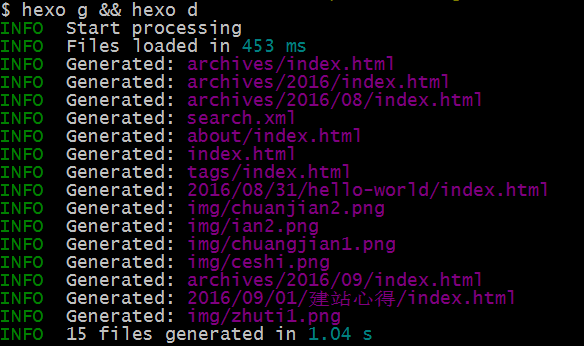 $ hexo g && hexo d
INFO  Start processing
INFO  Files loaded in 453 ms
INFO  Generated: archives/index.html
INFO  Generated: archives/2016/index.html
INFO  Generated: archives/2016/08/index.html
INFO  Generated: search.xml
INFO  Generated: about/index.html
INFO  Generated: index.html
INFO  Generated: tags/index.html
INFO  Generated: 2016/08/31/hello-world/index.html
INFO  Generated: img/chuanjian2.png
INFO  Generated: img/ian2.png
INFO  Generated: img/chuangjian1.png
INFO  Generated: img/ceshi.png
INFO  Generated: archives/2016/09/index.html
INFO  Generated: 2016/09/01/建站心得/index.html
INFO  Generated: img/zhuti1.png
INFO  15 files generated in 1.04 s